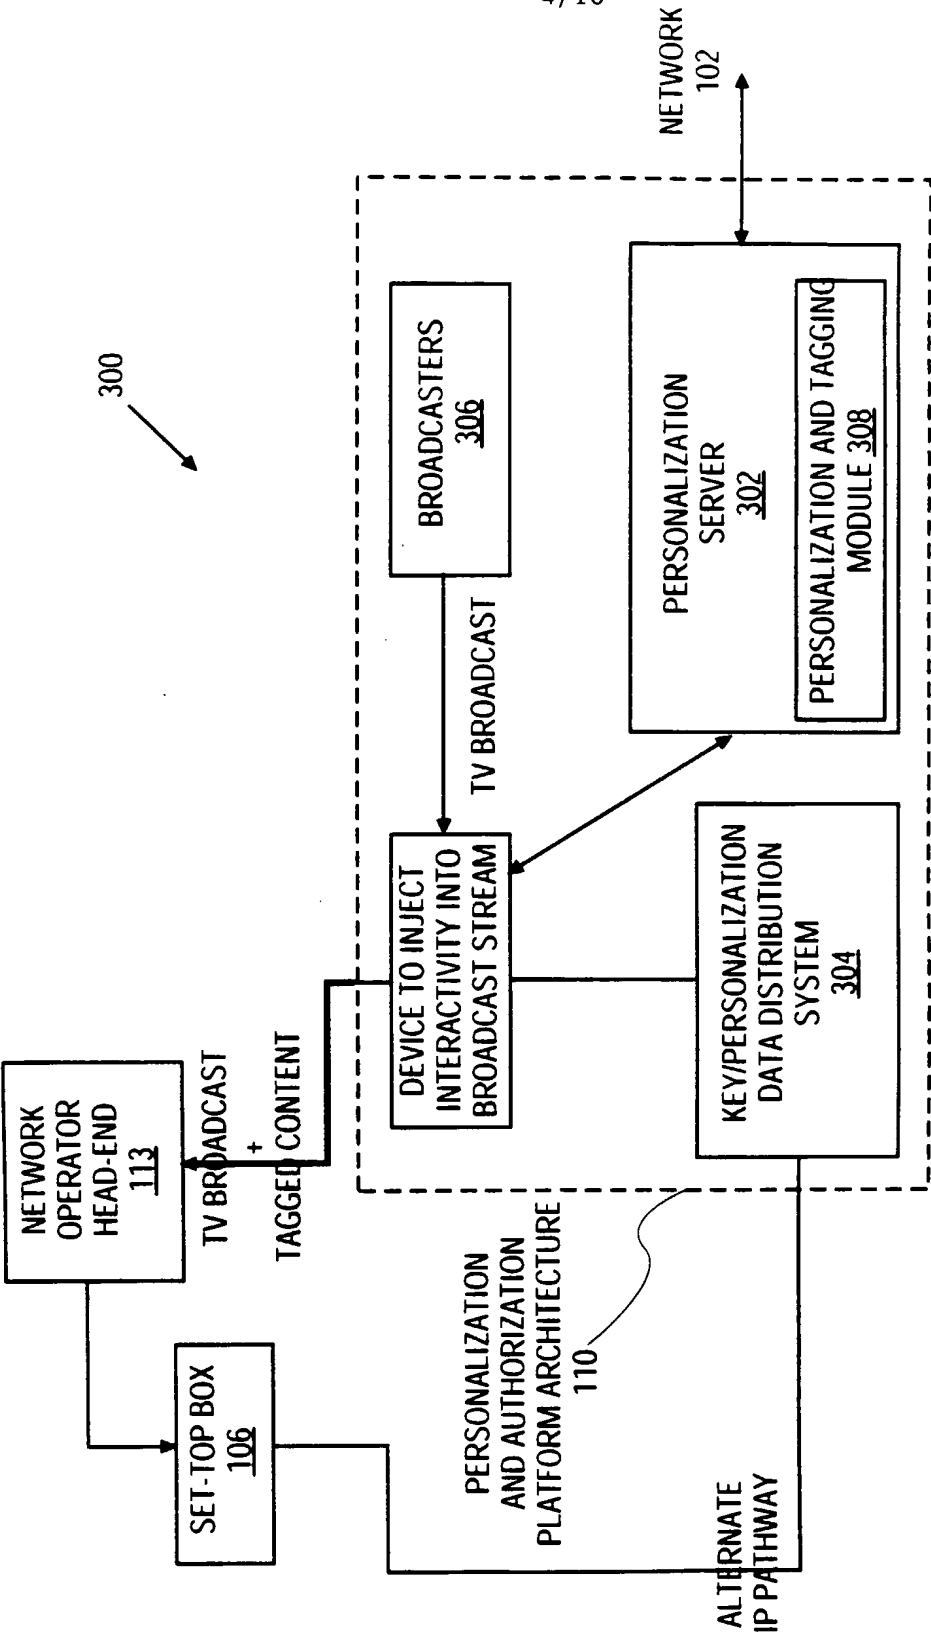 4/10
300
NETWORK
OPERATOR
HEAD-END
113
SET-TOP BOX
106
TV BROADCAST
+
TAGGED CONTENT
NETWORK
102
BROADCASTERS
306
TV BROADCAST
DEVICE TO INJECT
INTERACTIVITY INTO
BROADCAST STREAM
PERSONALIZATION
SERVER
302
PERSONALIZATION AND TAGGING
MODULE 308
KEY/PERSONALIZATION
DATA DISTRIBUTION
SYSTEM
304
PERSONALIZATION
AND AUTHORIZATION
PLATFORM ARCHITECTURE
110
ALTERNATE
IP PATHWAY